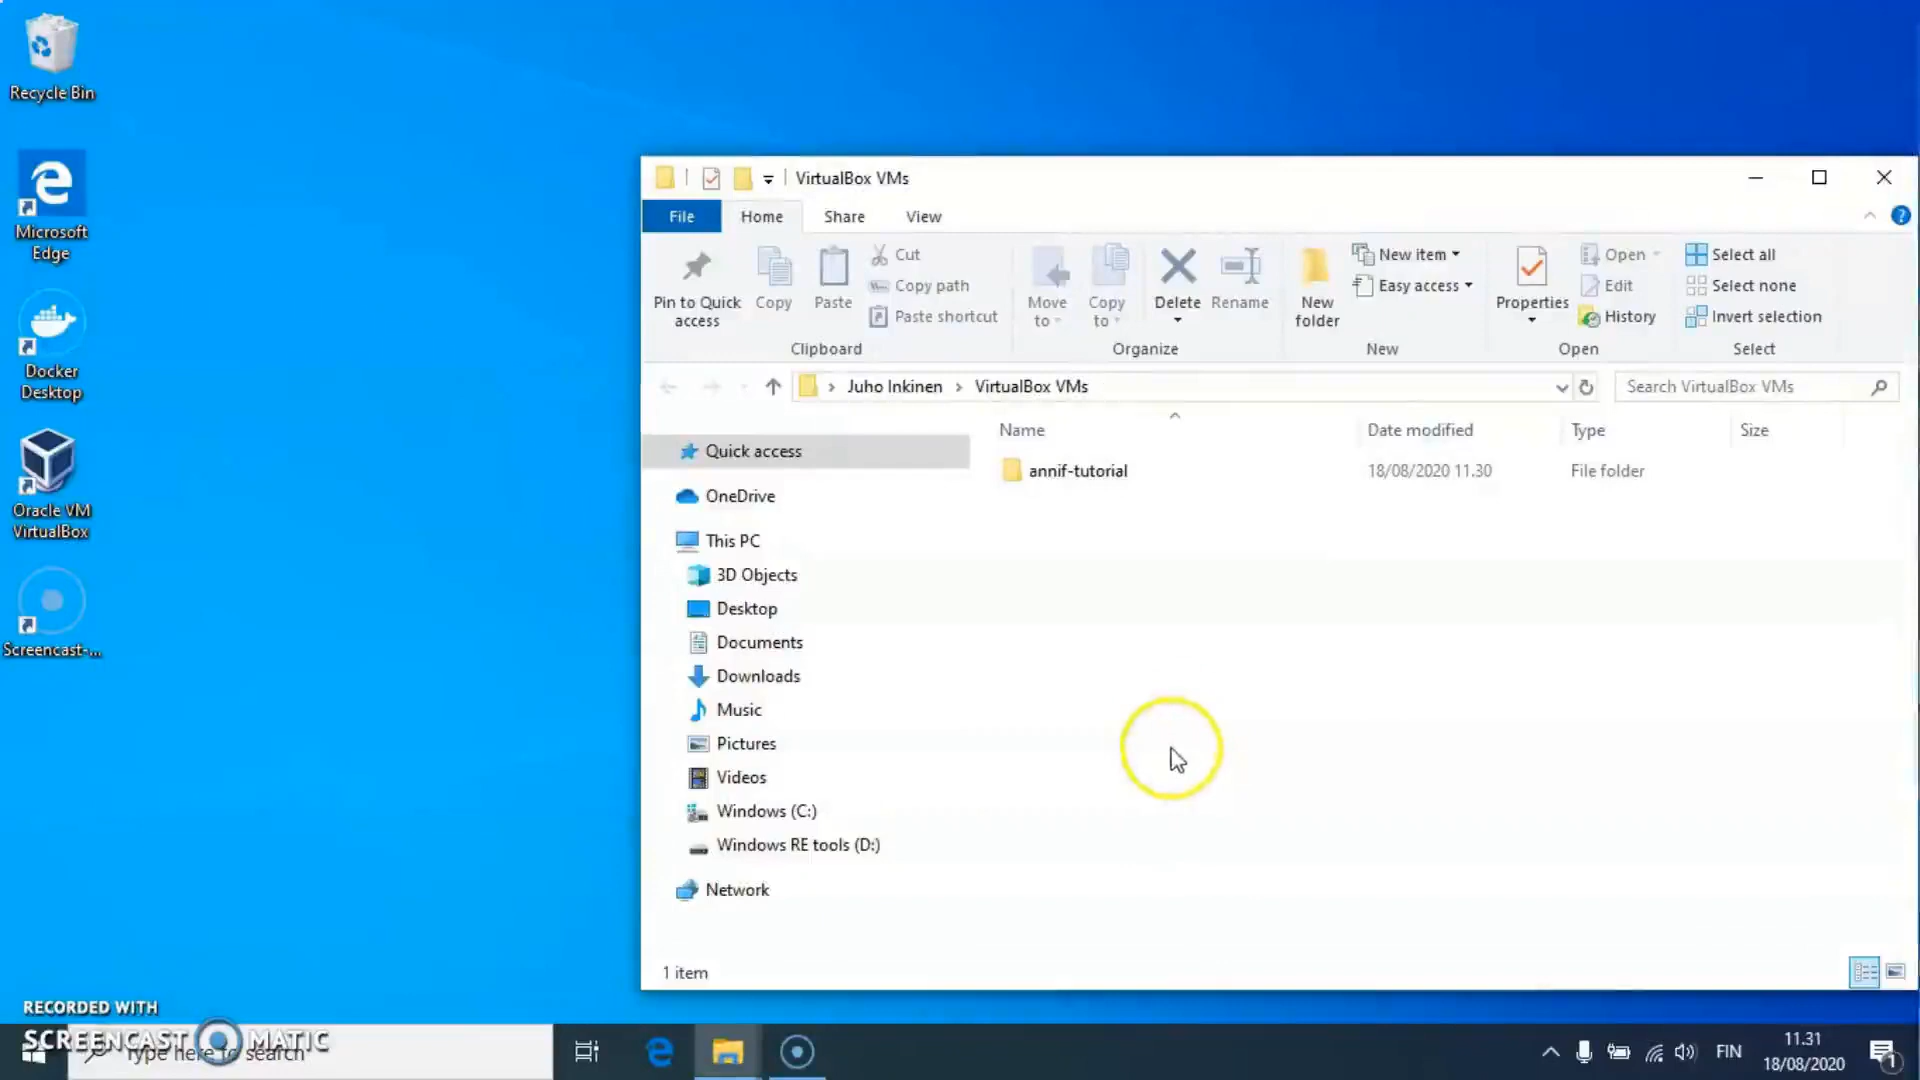 Recycle Bin
Microsoft
Edge
Docker
Desktop
Oracle VM
VirtualBox
Screencast-...
VirtualBox VMs
File
Home
Share
View
Pin to Quick
access
Copy
Paste
Cut
Copy path
Paste shortcut
Clipboard
Move
to
Copy
to
Delete
Rename
Organize
New
folder
New item
Easy access
New
Properties
Open
Edit
History
Open
Select all
Select none
Invert selection
Select
Juho Inkinen > VirtualBox VMs
Search VirtualBox VMs
Name
Date modified
Type
Size
annif-tutorial
18/08/2020 11.30
File folder
Quick access
OneDrive
This PC
3D Objects
Desktop
Documents
Downloads
Music
Pictures
Videos
Windows (C:)
Windows RE tools (D:)
Network
1 item
RECORDED WITH
SCREENCAST MATIC
Type here to search
FIN
11.31
18/08/2020
1